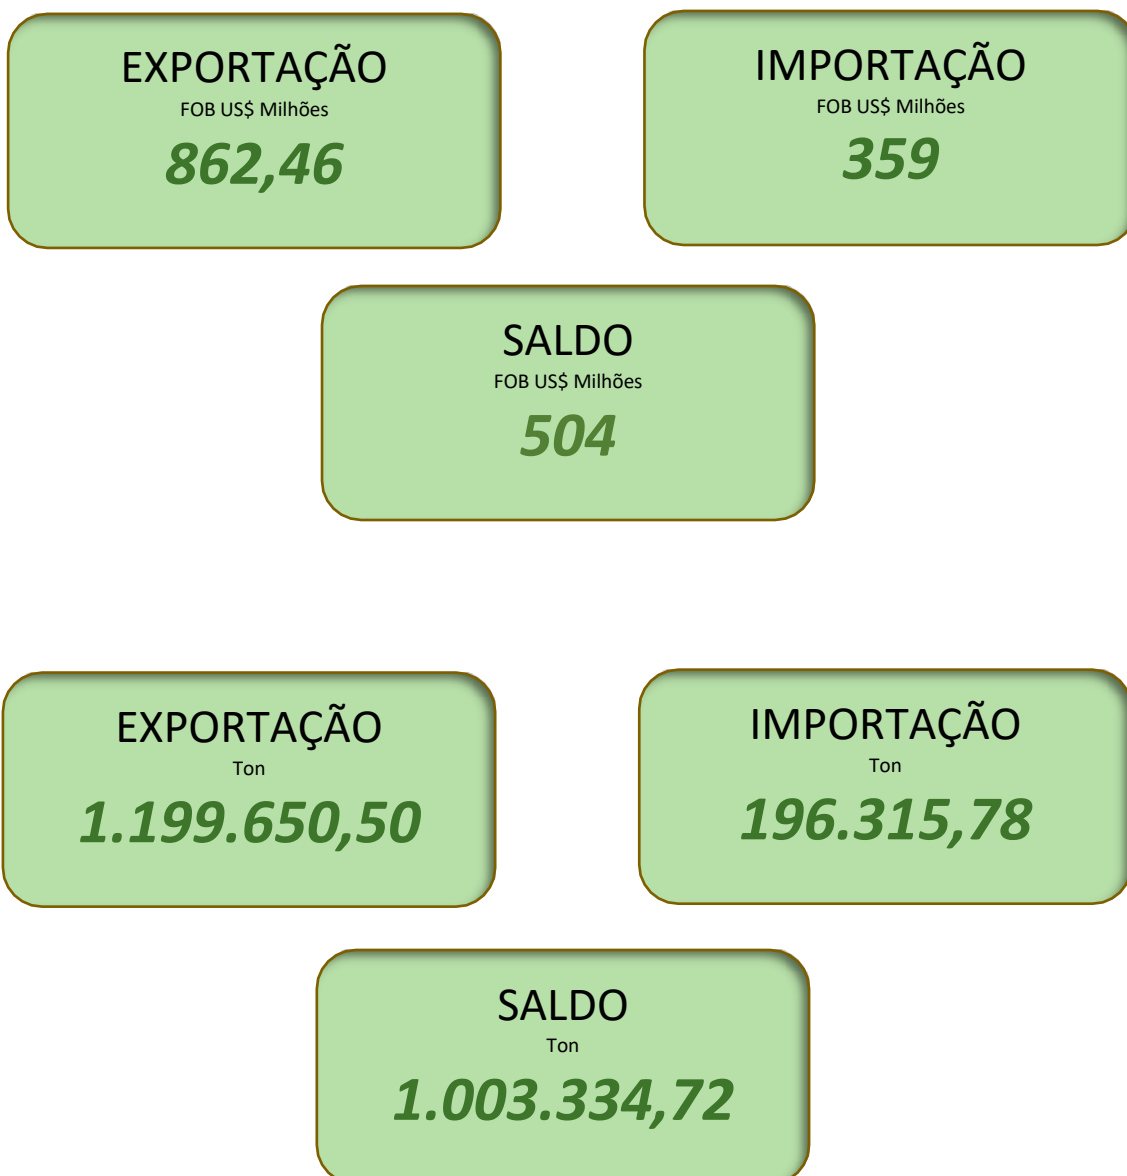 EXPORTAÇÃO
FOB US$ Milhões
862,46
IMPORTAÇÃO
FOB US$ Milhões
359
SALDO
FOB US$ Milhões
504
EXPORTAÇÃO
Ton
1.199.650,50
IMPORTAÇÃO
Ton
196.315,78
SALDO
Ton
1.003.334,72